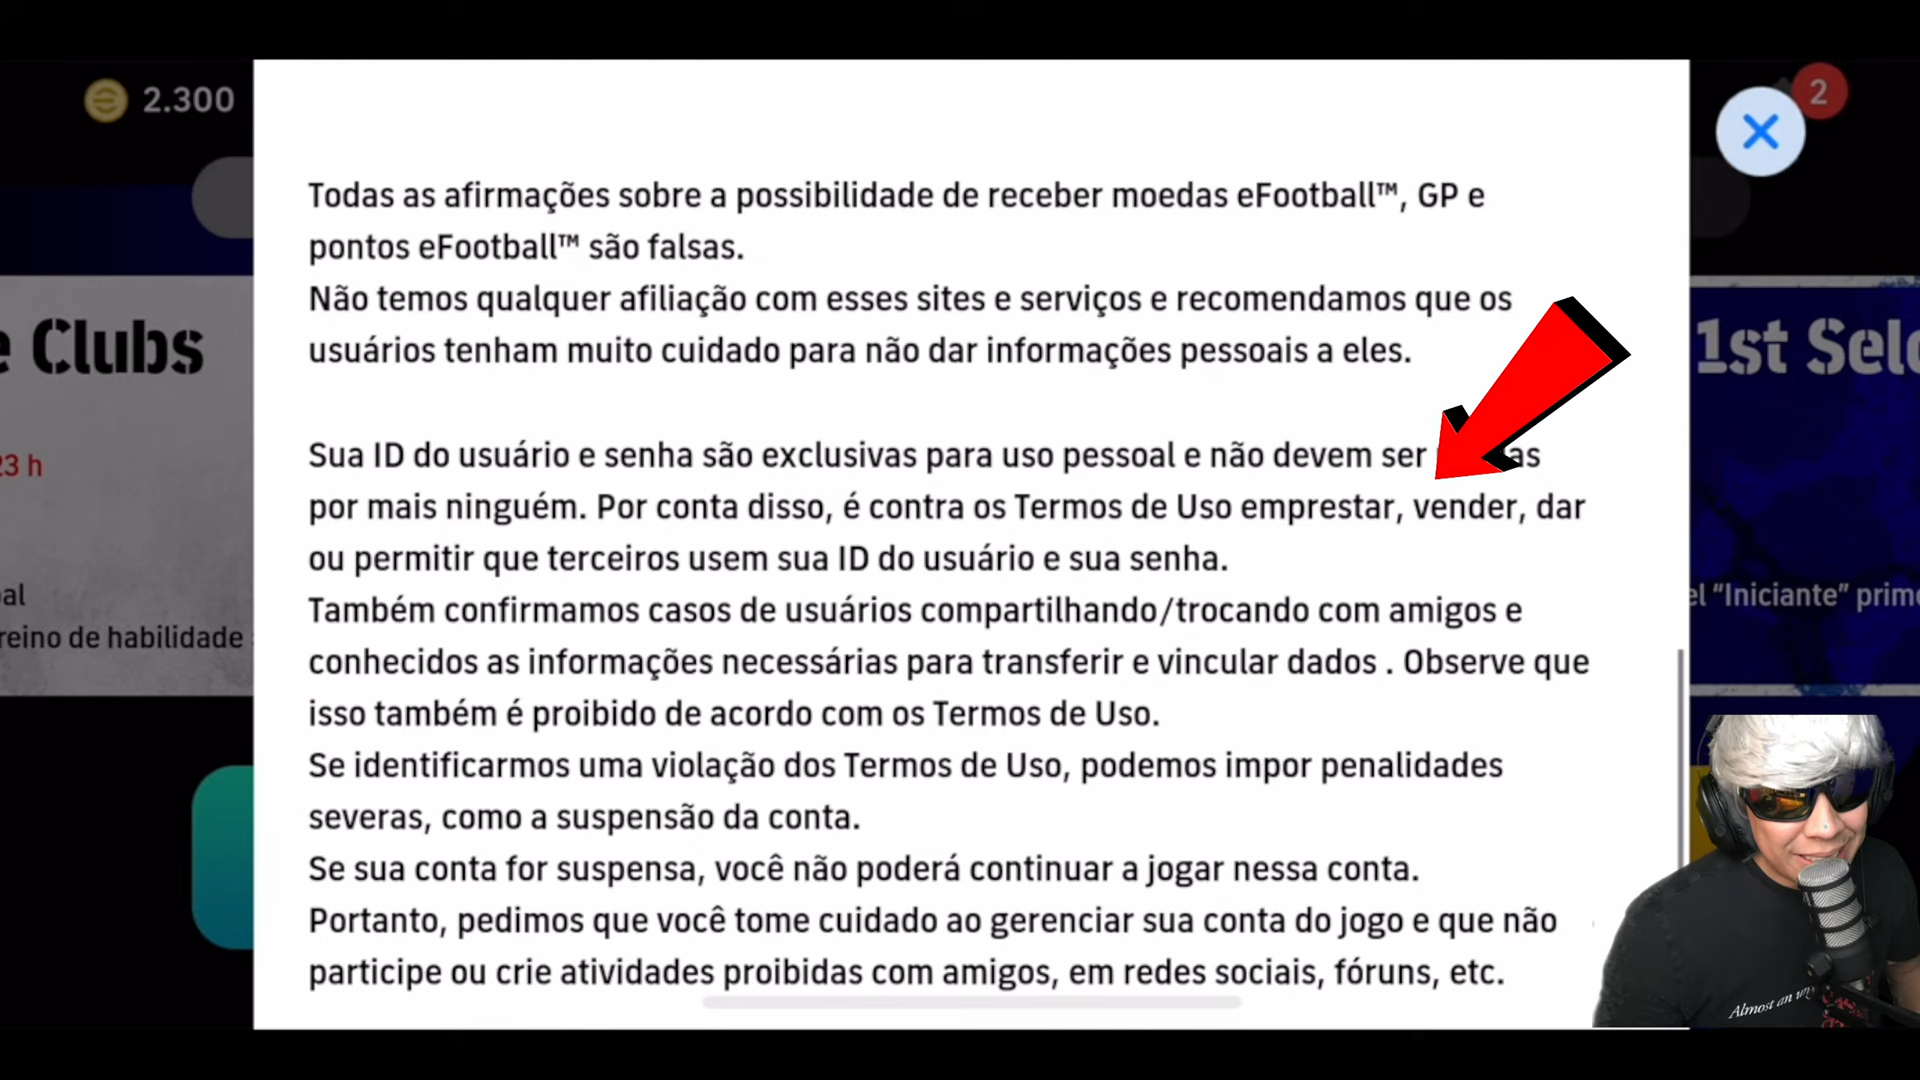 2.300
2
Todas as afirmações sobre a possibilidade de receber moedas eFootball™, GP e
pontos eFootball™ são falsas.
Não temos qualquer afiliação com esses sites e serviços e recomendamos que os
usuários tenham muito cuidado para não dar informações pessoais a eles.
e Clubs
1st Sele
23 h
Sua ID do usuário e senha são exclusivas para uso pessoal e não devem ser as
por mais ninguém. Por conta disso, é contra os Termos de Uso emprestar, vender, dar
ou permitir que terceiros usem sua ID do usuário e sua senha.
al
el “Iniciante” prime
reino de habilidade
Também confirmamos casos de usuários compartilhando/trocando com amigos e
conhecidos as informações necessárias para transferir e vincular dados . Observe que
isso também é proibido de acordo com os Termos de Uso.
Se identificarmos uma violação dos Termos de Uso, podemos impor penalidades
severas, como a suspensão da conta.
Se sua conta for suspensa, você não poderá continuar a jogar nessa conta.
Portanto, pedimos que você tome cuidado ao gerenciar sua conta do jogo e que não
participe ou crie atividades proibidas com amigos, em redes sociais, fóruns, etc.
Almost an